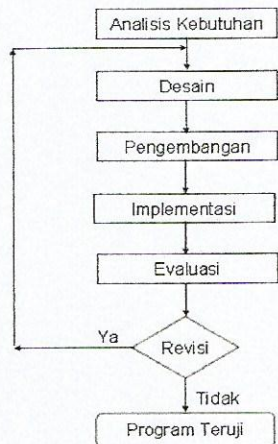 Analisis Kebutuhan
Desain
Pengembangan
Implementasi
Evaluasi
Ya
Revisi
Tidak
Program Teruji